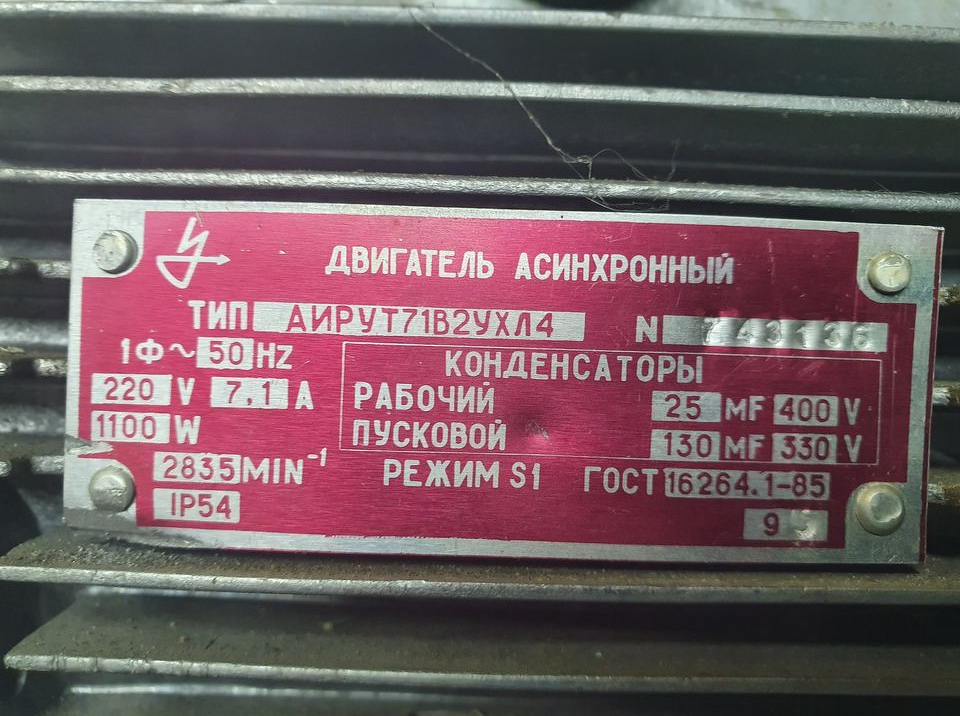 ДВИГАТЕЛЬ АСИНХРОННЫЙ
ТИП АИРУТ71В2УХЛ4 N 743136
1Ф~ 50 HZ
220 V 7,1 A
1100 W
2835 MIN⁻¹
IP54
КОНДЕНСАТОРЫ
РАБОЧИЙ 25 MF 400 V
ПУСКОВОЙ 130 MF 330 V
РЕЖИМ S1 ГОСТ 16264.1-85